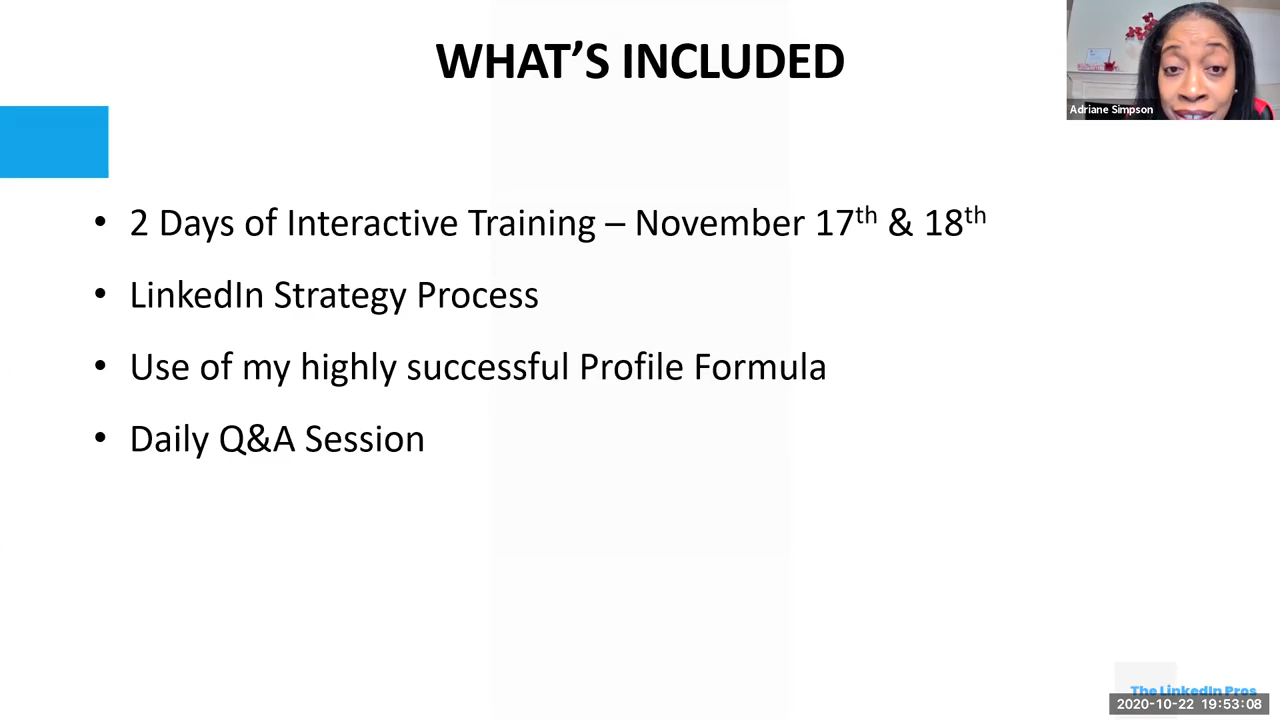 WHAT'S INCLUDED
Adriane Simpson
• 2 Days of Interactive Training – November 17th & 18th
• LinkedIn Strategy Process
• Use of my highly successful Profile Formula
• Daily Q&A Session
The LinkedIn Pros
2020-10-22 19:53:08